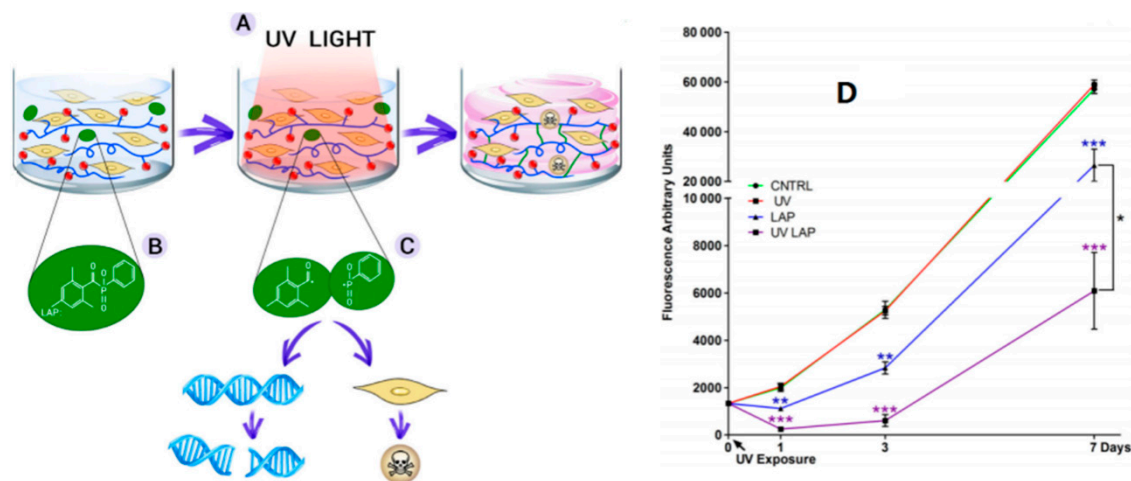 A
UV LIGHT
B
O
O
P
O
O
LAP
C
O
O
P
O
O
D
Fluorescence Arbitrary Units
80 000
60 000
40 000
20 000
10 000
8000
6000
4000
2000
0
CNTRL
UV
LAP
UV LAP
***
*
***
**
***
**
***
0 1 3 7 Days
UV Exposure